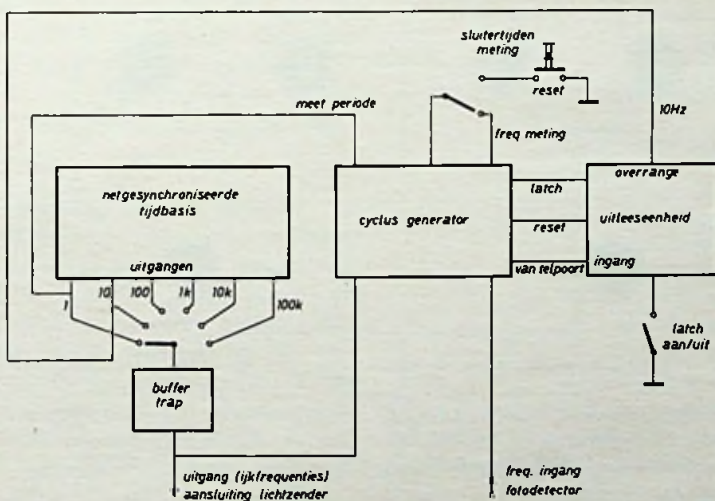 sluitertijden
meting
reset
meet periode
freq meting
10Hz
netgesynchroniseerde
tijdbasis
uitgangen
1
10
100
1k
10k
100k
cyclus generator
latch
reset
van telpoort
overrange
uitleeseenheid
ingang
latch
aan/uit
buffer
trap
uitgang (ijkfrequenties)
aansluiting lichtzender
freq. ingang
fotodetector